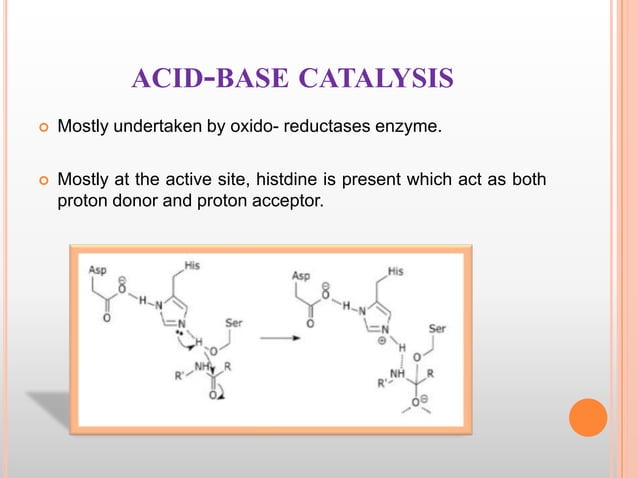 ACID-BASE CATALYSIS
Mostly undertaken by oxido- reductases enzyme.
Mostly at the active site, histdine is present which act as both
proton donor and proton acceptor.
Asp
His
O
H
N
O
N
Ser
H
O
R'
NH
R
O
Asp
His
O
H
N
O
N
Ser
H
O
NH
R
R'
O